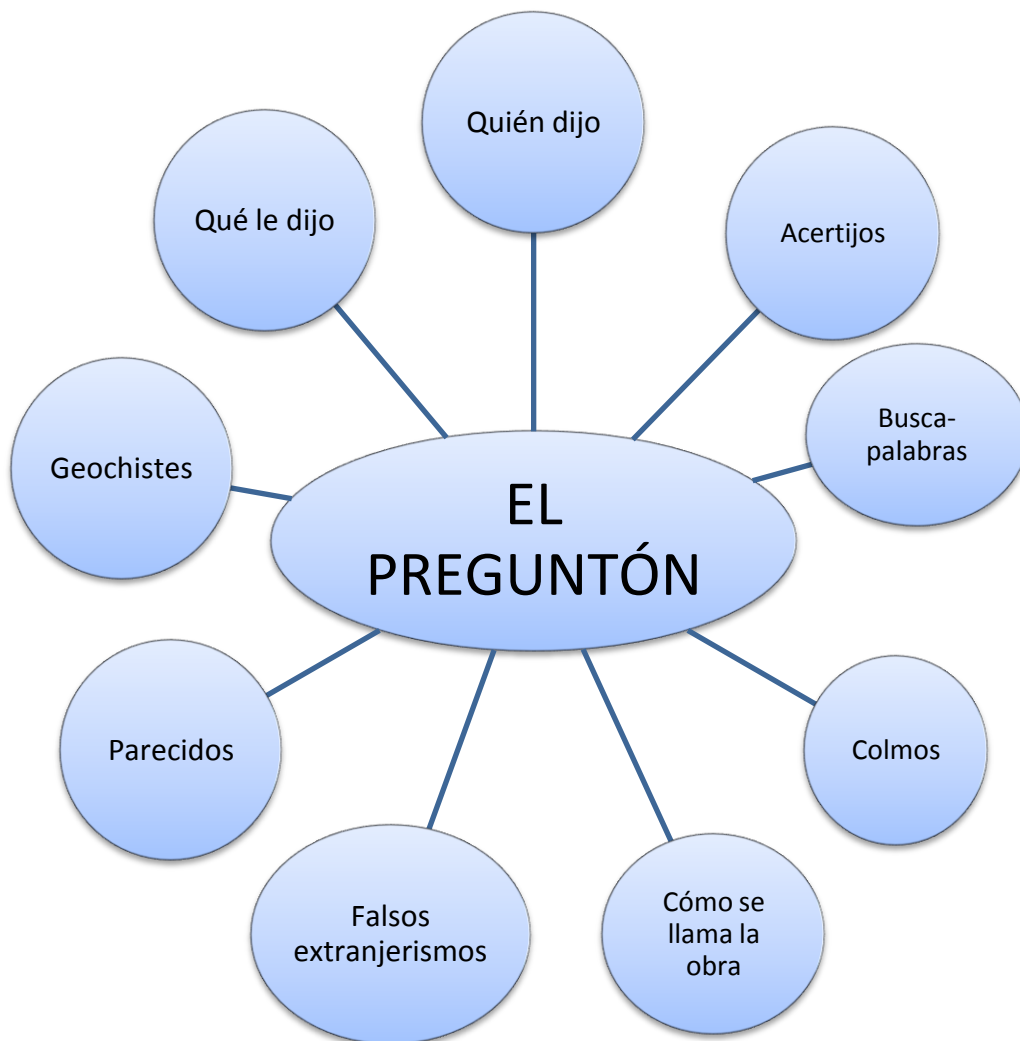 Quién dijo
Qué le dijo
Acertijos
Busca-
palabras
Geochistes
EL
PREGUNTÓN
Parecidos
Colmos
Falsos
extranjerismos
Cómo se
llama la
obra